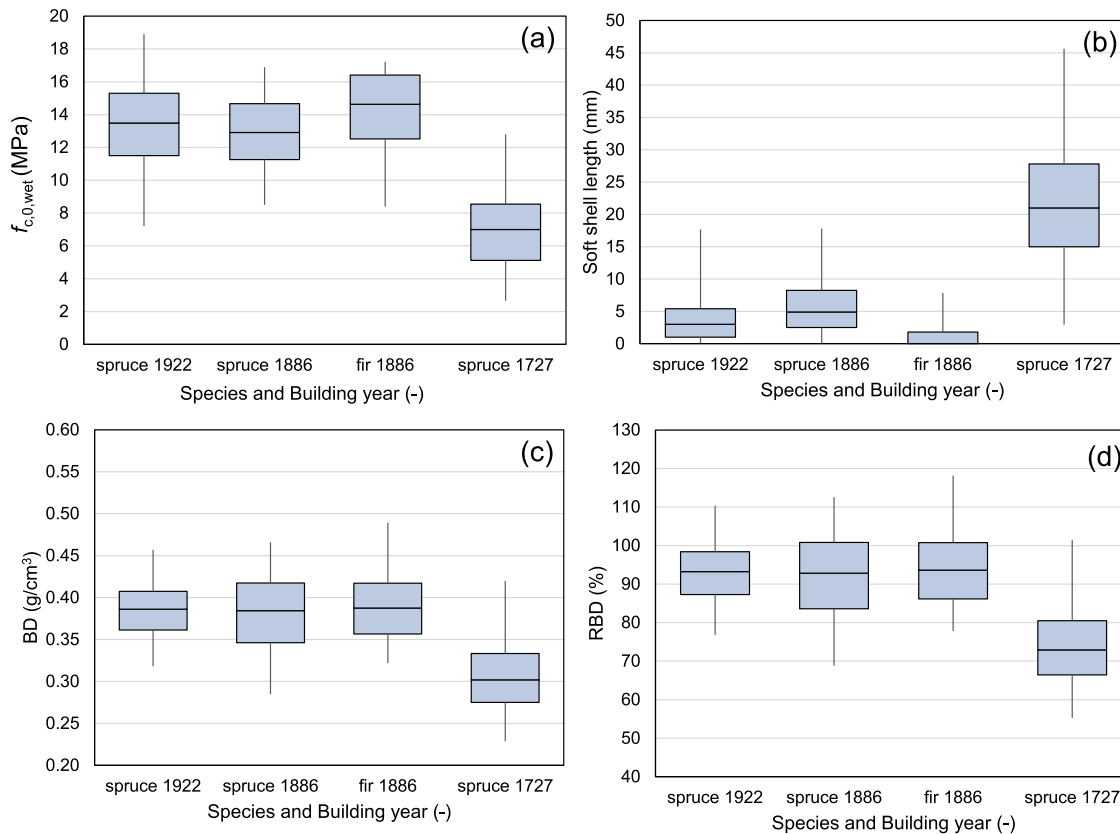 (a)
f c,0,wet (MPa)
20
18
16
14
12
10
8
6
4
2
0
spruce 1922 spruce 1886 fir 1886 spruce 1727
Species and Building year (-)
(b)
Soft shell length (mm)
50
45
40
35
30
25
20
15
10
5
0
spruce 1922 spruce 1886 fir 1886 spruce 1727
Species and Building year (-)
(c)
BD (g/cm³)
0.60
0.55
0.50
0.45
0.40
0.35
0.30
0.25
0.20
spruce 1922 spruce 1886 fir 1886 spruce 1727
Species and Building year (-)
(d)
RBD (%)
130
120
110
100
90
80
70
60
50
40
spruce 1922 spruce 1886 fir 1886 spruce 1727
Species and Building year (-)